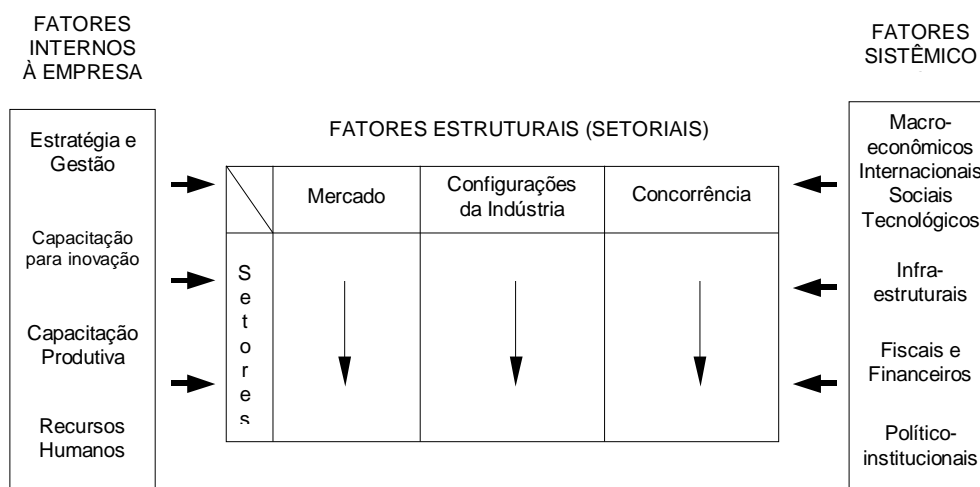 FATORES
INTERNOS
À EMPRESA
Estratégia e
Gestão
Capacitação
para inovação
Capacitação
Produtiva
Recursos
Humanos
FATORES ESTRUTURAIS (SETORIAIS)
Mercado
Configurações
da Indústria
Concorrência
S
e
t
o
r
e
s
FATORES
SISTÊMICO
Macro-
econômicos
Internacionais
Sociais
Tecnológicos
Infra-
estruturais
Fiscais e
Financeiros
Político-
institucionais